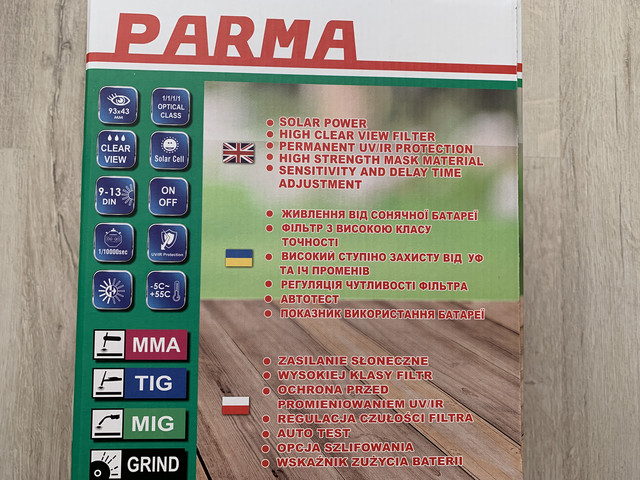 PARMA
93x43
MM
1/1/1/1
OPTICAL
CLASS
CLEAR
VIEW
Solar Cell
9-13
DIN
ON
OFF
1/10000sec
UV/IR Protection
-5C~
+55C
MMA
TIG
MIG
GRIND
SOLAR POWER
HIGH CLEAR VIEW FILTER
PERMANENT UV/IR PROTECTION
HIGH STRENGTH MASK MATERIAL
SENSITIVITY AND DELAY TIME
ADJUSTMENT
ЖИВЛЕННЯ ВІД СОНЯЧНОЇ БАТАРЕЇ
ФІЛЬТР З ВИСОКОЮ КЛАСУ
ТОЧНОСТІ
ВИСОКИЙ СТУПІНО ЗАХИСТУ ВІД УФ
ТА ІЧ ПРОМЕНІВ
РЕГУЛЯЦІЯ ЧУТЛИВОСТІ ФІЛЬТРА
АВТОТЕСТ
ПОКАЗНИК ВИКОРИСТАННЯ БАТАРЕЇ
ZASILANIE SŁONECZNE
WYSOKIEJ KLASY FILTR
OCHRONA PRZED
PROMIENIOWANIEM UV/IR
REGULACJA CZUŁOŚCI FILTRA
AUTO TEST
OPCJA SZLIFOWANIA
WSKAŹNIK ZUŻYCIA BATERII